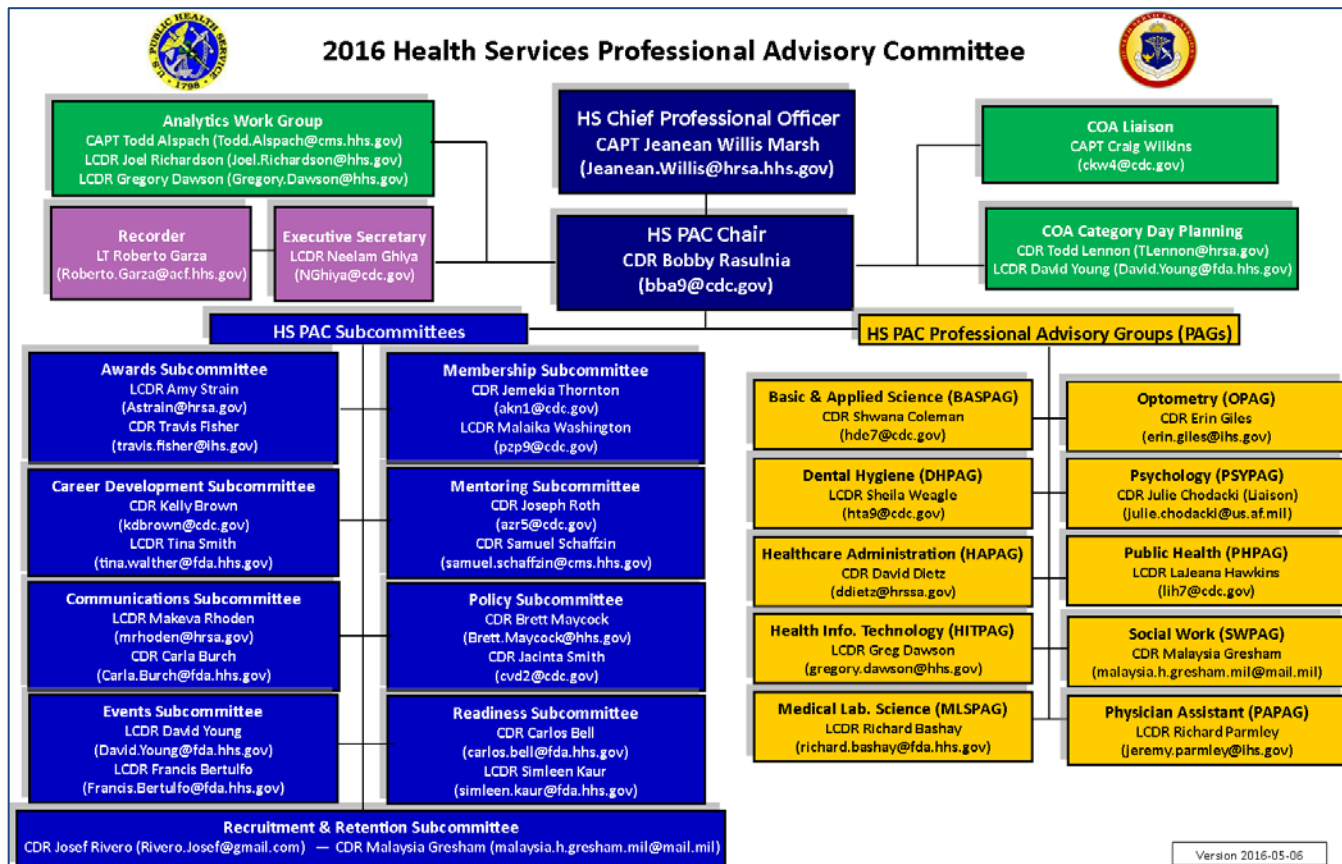 2016 Health Services Professional Advisory Committee
Analytics Work Group
CAPT Todd Alspach (Todd.Alspach@cms.hhs.gov)
LCDR Joel Richardson (Joel.Richardson@hhs.gov)
LCDR Gregory Dawson (Gregory.Dawson@hhs.gov)
HS Chief Professional Officer
CAPT Jeanean Willis Marsh
(Jeanean.Willis@hrsa.hhs.gov)
COA Liaison
CAPT Craig Wilkins
(ckw4@cdc.gov)
Recorder
LT Roberto Garza
(Roberto.Garza@acf.hhs.gov)
Executive Secretary
LCDR Neelam Ghiya
(NGhiya@cdc.gov)
HS PAC Chair
CDR Bobby Rasulnia
(bba9@cdc.gov)
COA Category Day Planning
CDR Todd Lennon (TLennon@hrsa.gov)
LCDR David Young (David.Young@fda.hhs.gov)
HS PAC Subcommittees
Awards Subcommittee
LCDR Amy Strain
(Astrain@hrsa.gov)
CDR Travis Fisher
(travis.fisher@ihs.gov)
Membership Subcommittee
CDR Jemekia Thornton
(akn1@cdc.gov)
LCDR Malaika Washington
(pzp9@cdc.gov)
Career Development Subcommittee
CDR Kelly Brown
(kdbrown@cdc.gov)
LCDR Tina Smith
(tina.walther@fda.hhs.gov)
Mentoring Subcommittee
CDR Joseph Roth
(azr5@cdc.gov)
CDR Samuel Schaffzin
(samuel.schaffzin@cms.hhs.gov)
Communications Subcommittee
LCDR Makeva Rhoden
(mrhoden@hrsa.gov)
CDR Carla Burch
(Carla.Burch@fda.hhs.gov)
Policy Subcommittee
CDR Brett Maycock
(Brett.Maycock@hhs.gov)
CDR Jacinta Smith
(cvd2@cdc.gov)
Events Subcommittee
LCDR David Young
(David.Young@fda.hhs.gov)
LCDR Francis Bertulfo
(Francis.Bertulfo@fda.hhs.gov)
Readiness Subcommittee
CDR Carlos Bell
(carlos.bell@fda.hhs.gov)
LCDR Simleen Kaur
(simleen.kaur@fda.hhs.gov)
Recruitment & Retention Subcommittee
CDR Josef Rivero (Rivero.Josef@gmail.com) — CDR Malaysia Gresham (malaysia.h.gresham.mil@mail.mil)
HS PAC Professional Advisory Groups (PAGs)
Basic & Applied Science (BASPAG)
CDR Shwana Coleman
(hde7@cdc.gov)
Optometry (OPAG)
CDR Erin Giles
(erin.giles@ihs.gov)
Dental Hygiene (DHPAG)
LCDR Sheila Weagle
(hta9@cdc.gov)
Psychology (PSYPAG)
CDR Julie Chodacki (Liaison)
(julie.chodacki@us.af.mil)
Healthcare Administration (HAPAG)
CDR David Dietz
(ddietz@hrssa.gov)
Public Health (PHPAG)
LCDR LaJeana Hawkins
(lih7@cdc.gov)
Health Info. Technology (HITPAG)
LCDR Greg Dawson
(gregory.dawson@hhs.gov)
Social Work (SWPAG)
CDR Malaysia Gresham
(malaysia.h.gresham.mil@mail.mil)
Medical Lab. Science (MLSPAG)
LCDR Richard Bashay
(richard.bashay@fda.hhs.gov)
Physician Assistant (PAPAG)
LCDR Richard Parmley
(jeremy.parmley@ihs.gov)
Version 2016-05-06
PUBLIC HEALTH SERVICE
1798